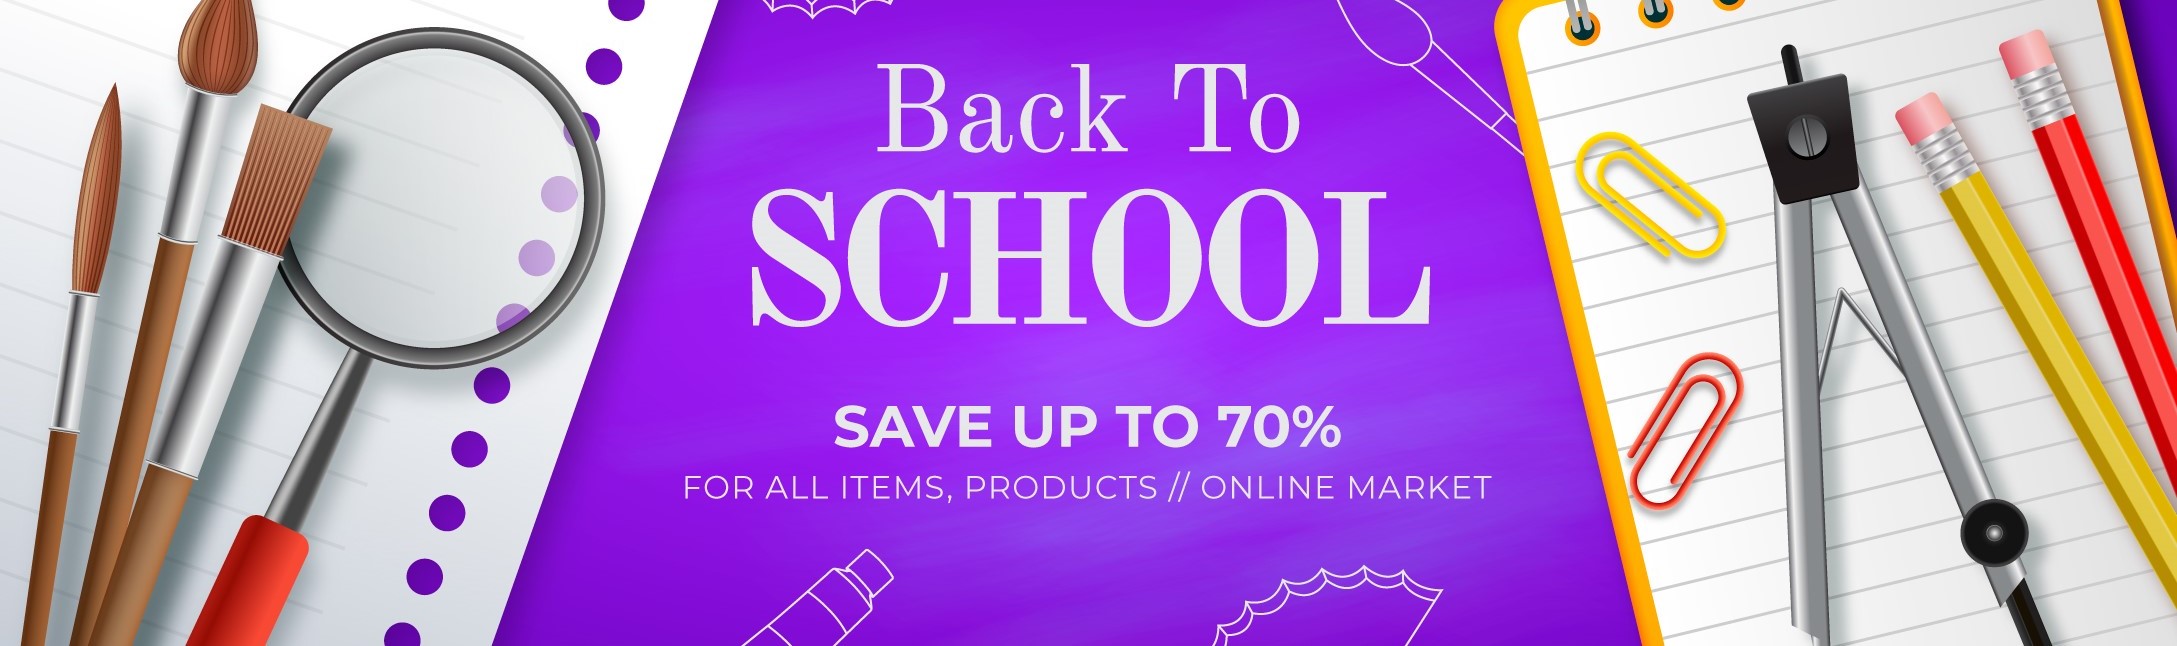 Back To
SCHOOL
SAVE UP TO 70%
FOR ALL ITEMS, PRODUCTS // ONLINE MARKET